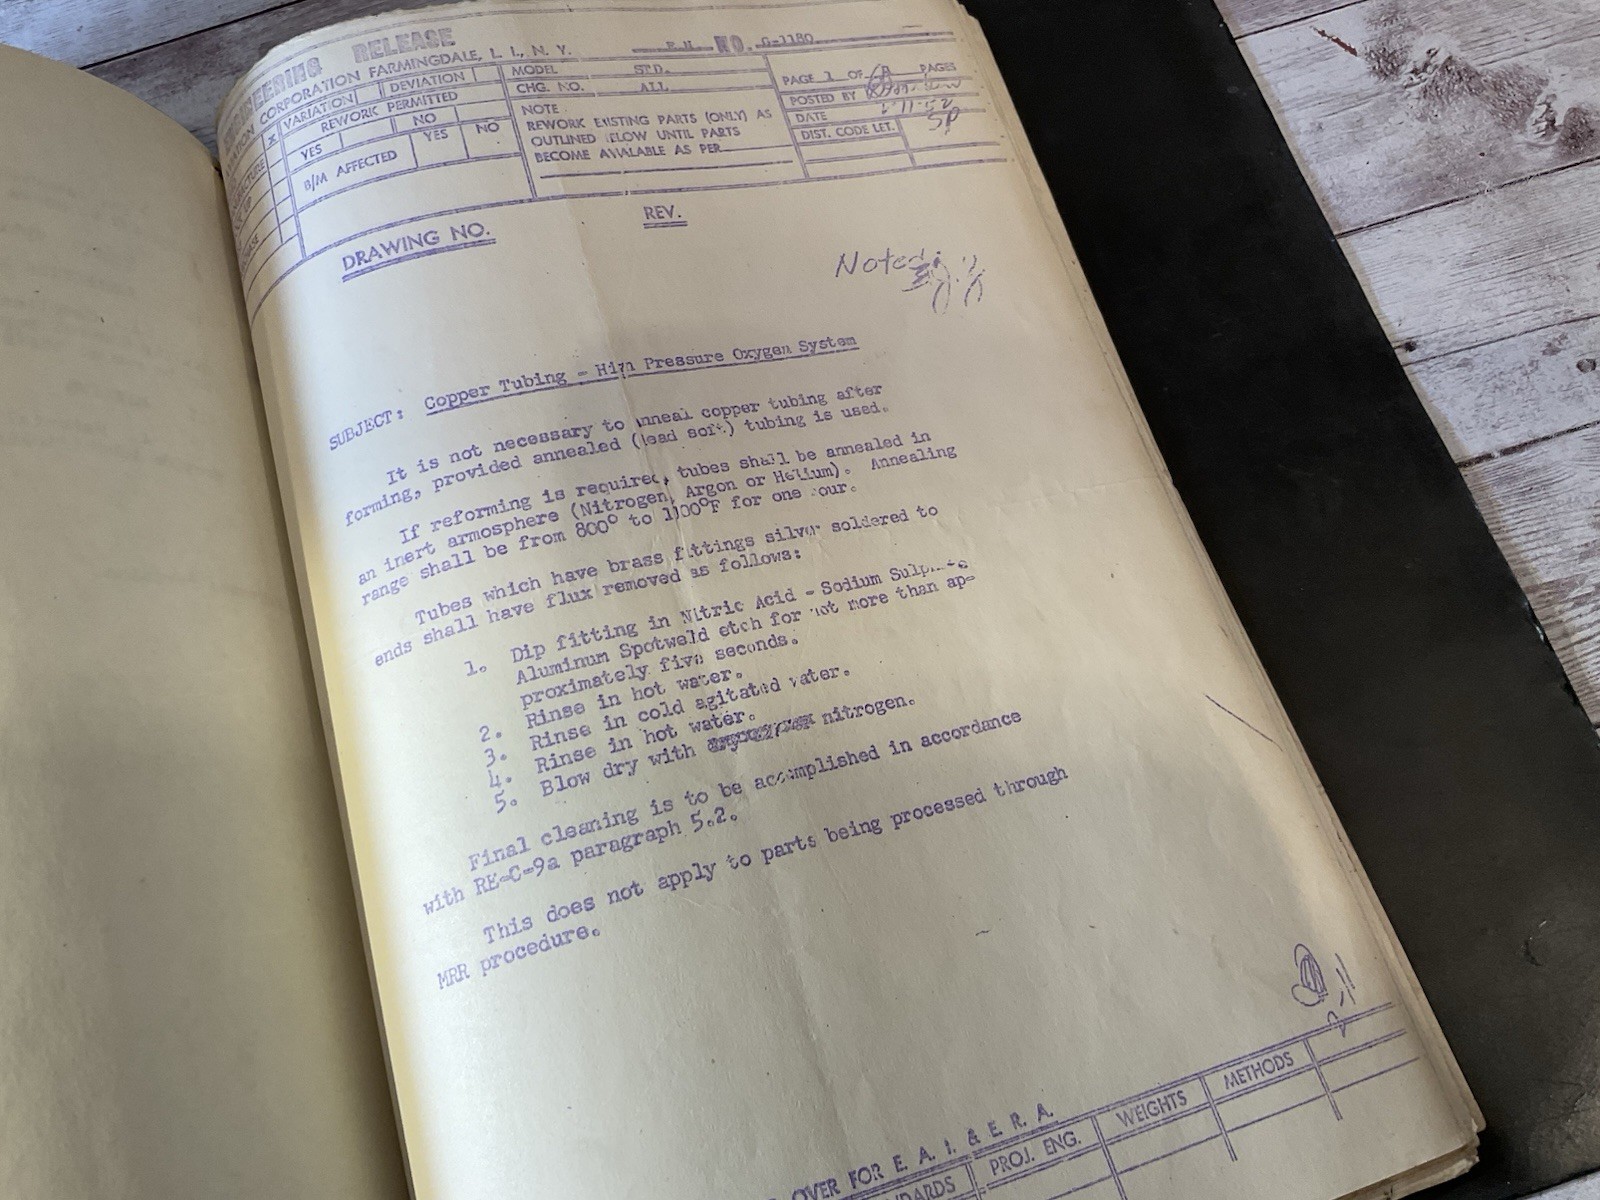 RELEASE
CORPORATION FARMINGDALE, L. I., N. Y.
NO. G-1180
VARIATION DEVIATION
REWORK PERMITTED
YES NO
B/M AFFECTED YES NO
MODEL STD.
CHG. NO. ALL
NOTE
REWORK EXISTING PARTS (ONLY) AS
OUTLINED BELOW UNTIL PARTS
BECOME AVALABLE AS PER
PAGE 1 OF PAGES
POSTED BY
DATE
DIST. CODE LET. SP
DRAWING NO.
REV.
Noted
SUBJECT: Copper Tubing - High Pressure Oxygen System
It is not necessary to anneal copper tubing after
forming, provided annealed (dead soft) tubing is used.
If reforming is required, tubes shall be annealed in
an inert armosphere (Nitrogen, Argon or Helium). Annealing
range shall be from 800° to 1100°F for one hour.
Tubes which have brass fittings silver soldered to
ends shall have flux removed as follows:
1. Dip fitting in Nitric Acid - Sodium Sulphate
Aluminum Spotweld etch for not more than ap-
proximately five seconds.
2. Rinse in hot water.
3. Rinse in cold agitated water.
4. Rinse in hot water.
5. Blow dry with nitrogen.
Final cleaning is to be accomplished in accordance
with RE-C-9a paragraph 5.2.
This does not apply to parts being processed through
MRR procedure.
OVER FOR E. A. I. & E. R. A.
PROJ. ENG. WEIGHTS METHODS